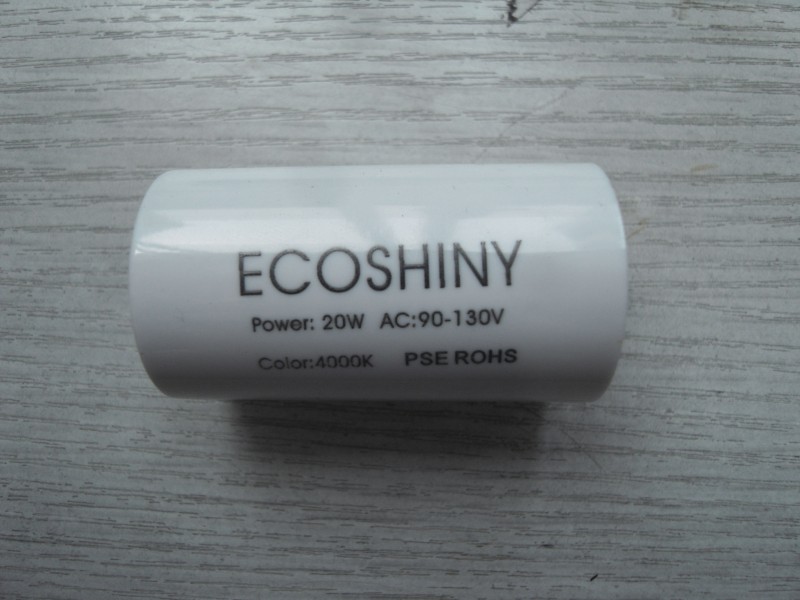 ECOSHINY
Power: 20W AC:90-130V
Color:4000K PSE ROHS